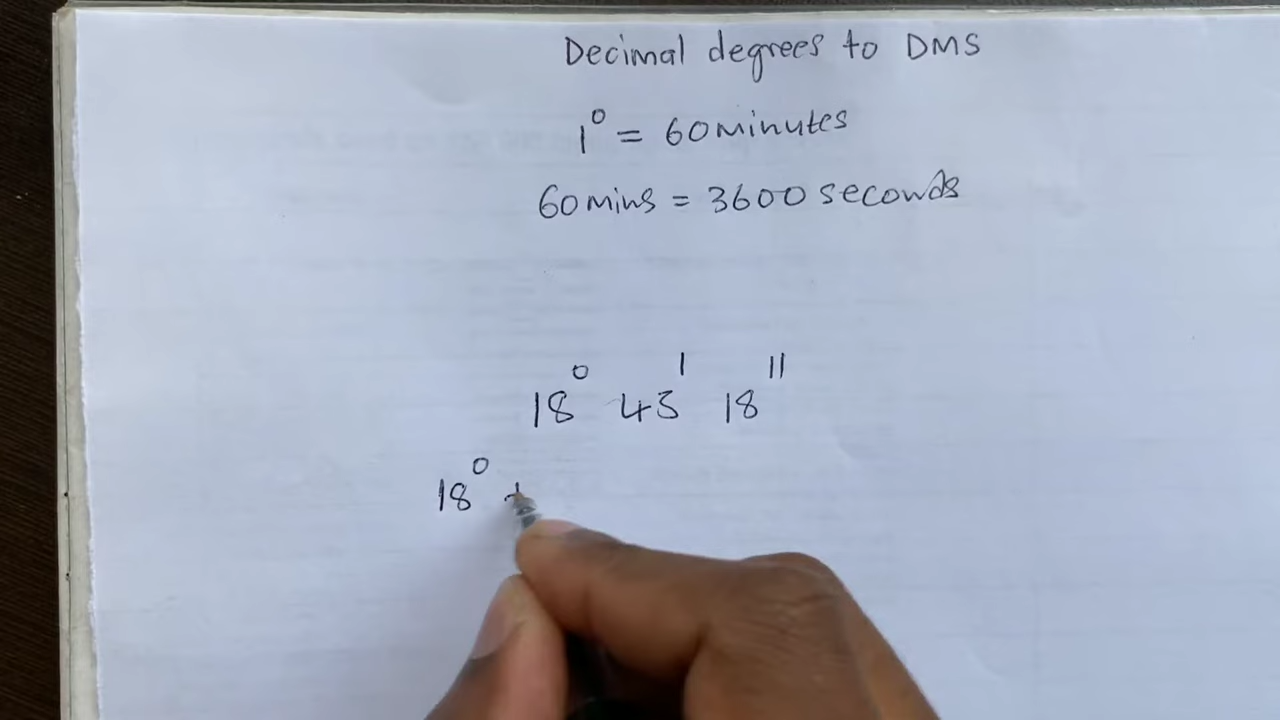 Decimal degrees to DMS
1° = 60 minutes
60 mins = 3600 seconds
18° 43' 18"
18° +